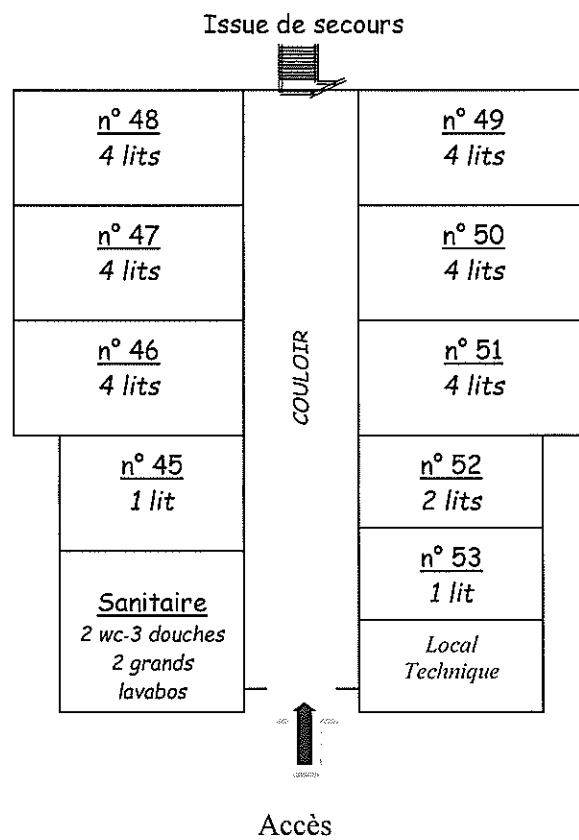 Issue de secours
n° 48
4 lits
n° 49
4 lits
n° 47
4 lits
n° 50
4 lits
n° 46
4 lits
n° 51
4 lits
COULOIR
n° 45
1 lit
n° 52
2 lits
n° 53
1 lit
Sanitaire
2 wc-3 douches
2 grands
lavabos
Local
Technique
Accès